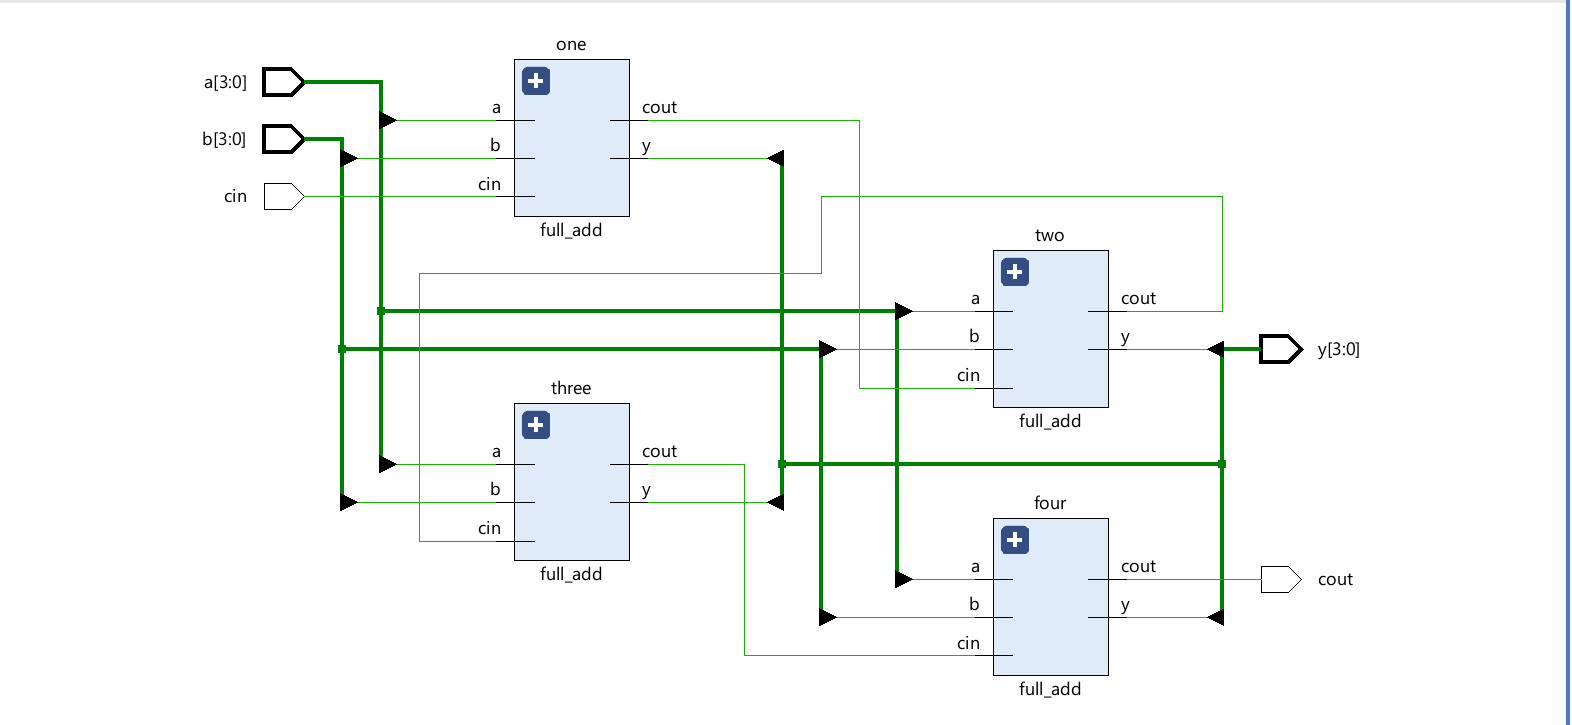 one
a[3:0]
a
cout
b[3:0]
b
y
cin
cin
full_add
two
a
cout
b
y
y[3:0]
cin
full_add
three
a
cout
b
y
cin
full_add
four
a
cout
cout
b
y
cin
full_add